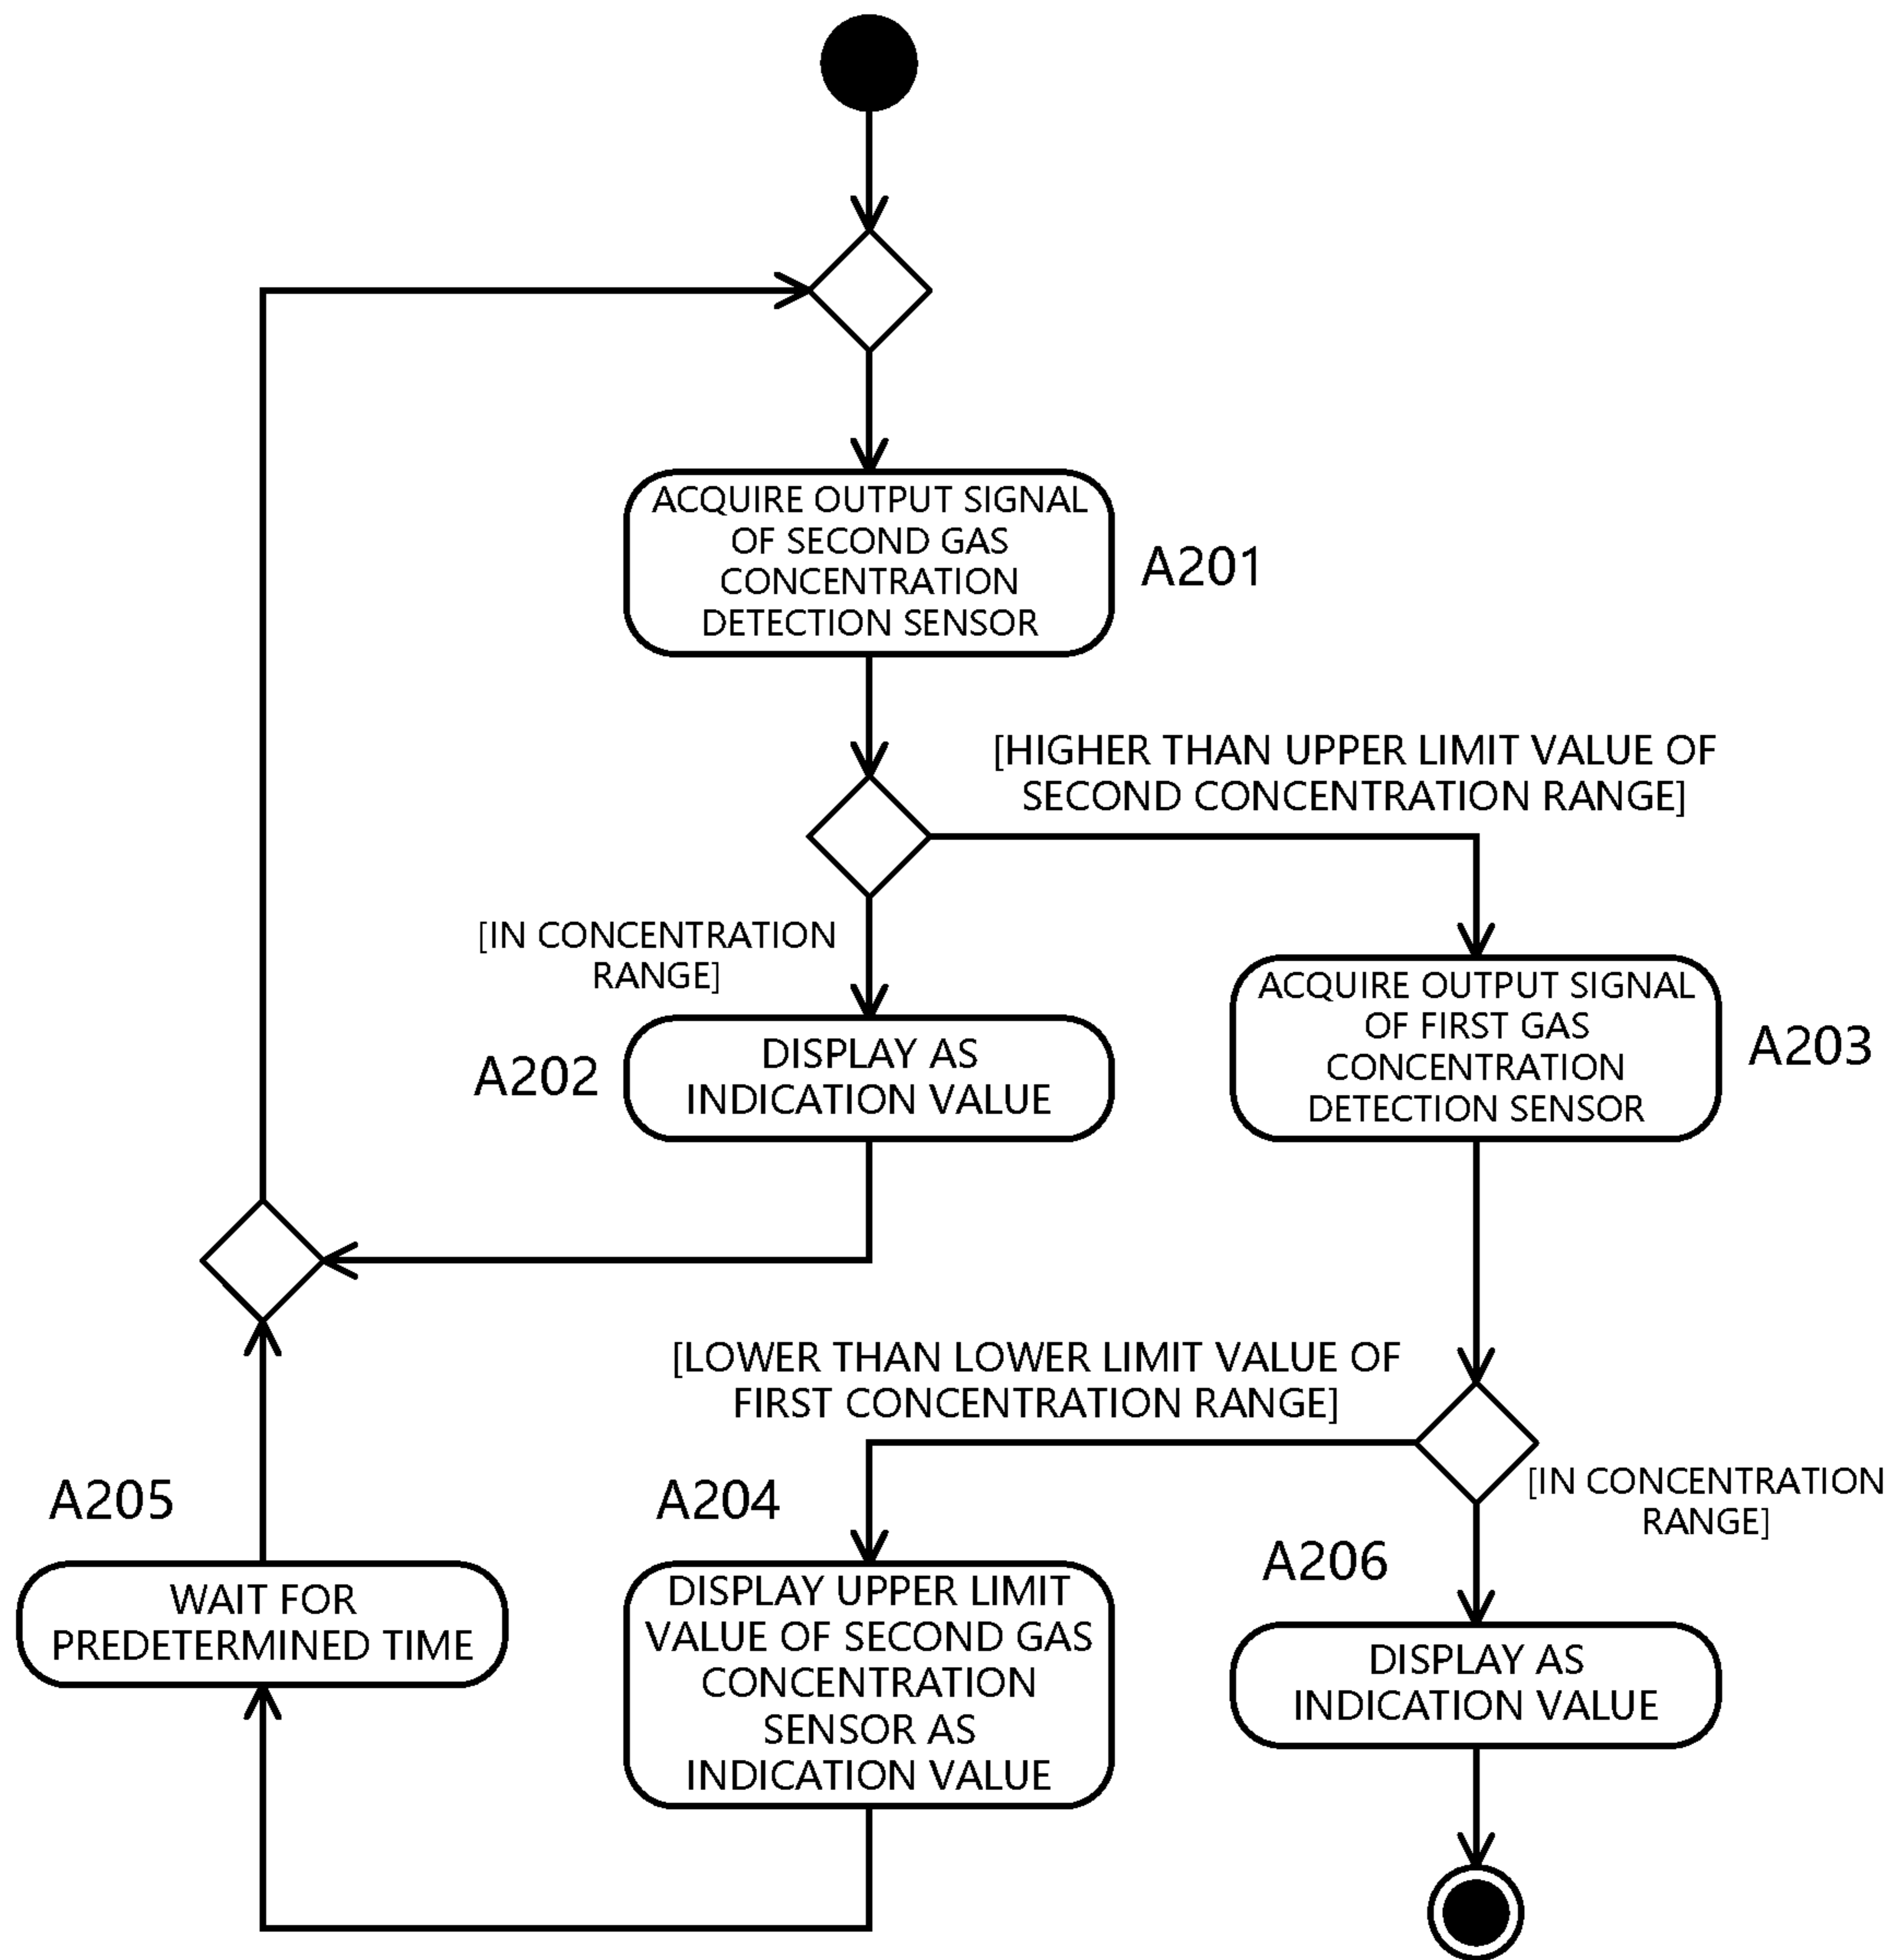 ACQUIRE OUTPUT SIGNAL
OF SECOND GAS
CONCENTRATION
DETECTION SENSOR
A201
[HIGHER THAN UPPER LIMIT VALUE OF
SECOND CONCENTRATION RANGE]
[IN CONCENTRATION
RANGE]
A202
DISPLAY AS
INDICATION VALUE
ACQUIRE OUTPUT SIGNAL
OF FIRST GAS
CONCENTRATION
DETECTION SENSOR
A203
[LOWER THAN LOWER LIMIT VALUE OF
FIRST CONCENTRATION RANGE]
[IN CONCENTRATION
RANGE]
A205
WAIT FOR
PREDETERMINED TIME
A204
DISPLAY UPPER LIMIT
VALUE OF SECOND GAS
CONCENTRATION
SENSOR AS
INDICATION VALUE
A206
DISPLAY AS
INDICATION VALUE